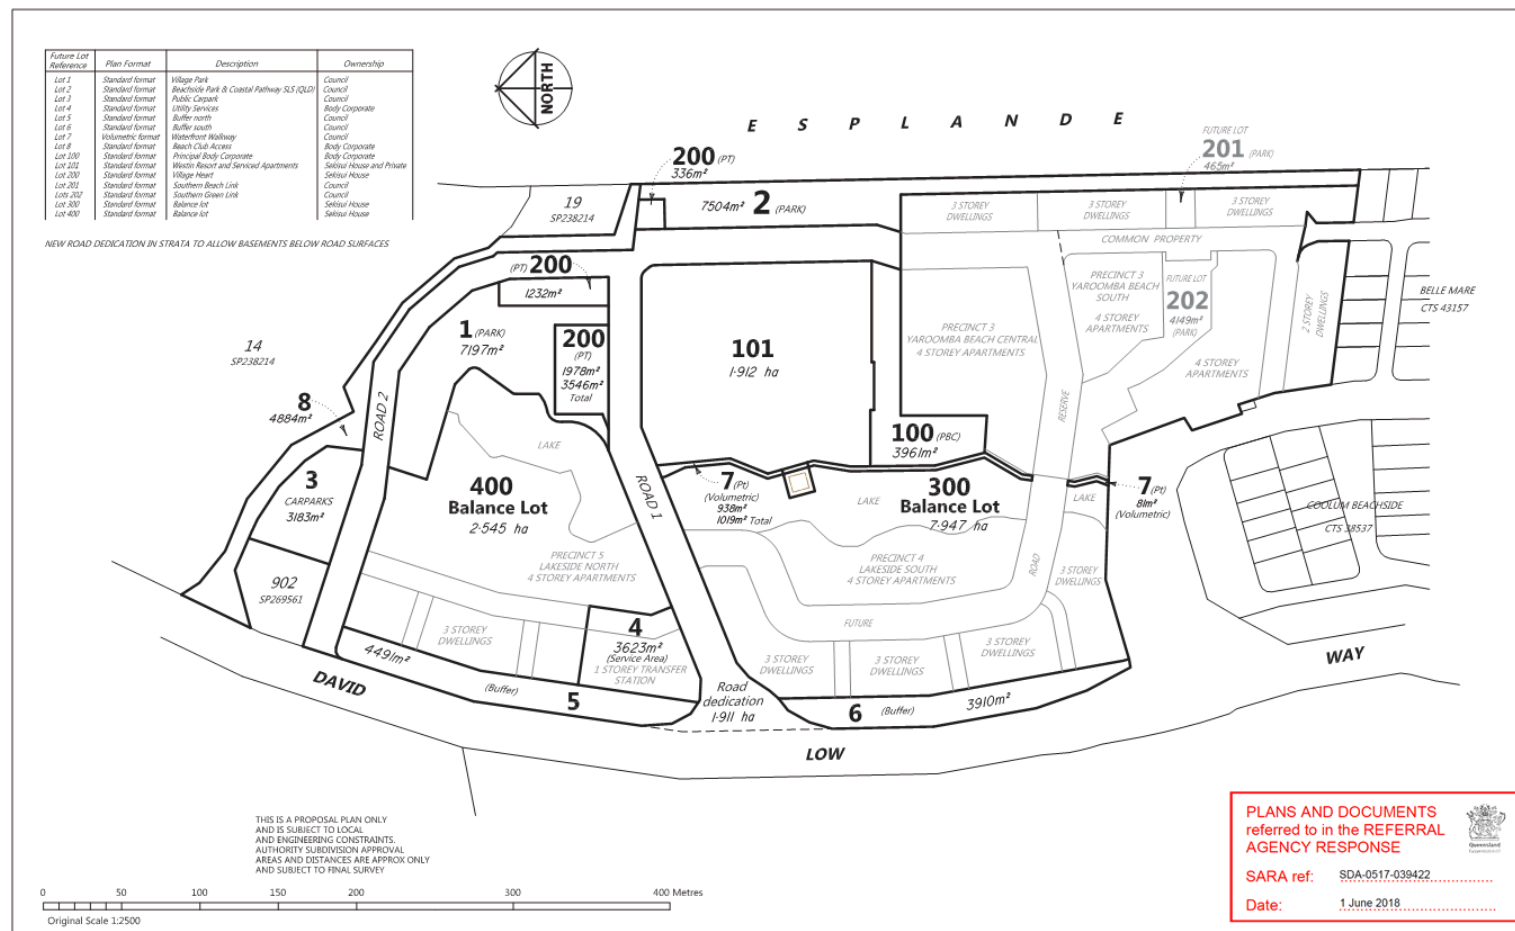 Future Lot Reference Plan Format Description Ownership
Lot 1 Standard format Village Park Council
Lot 2 Standard format Beachside Park & Coastal Pathway SLS (QLD) Council
Lot 3 Standard format Public Carpark Council
Lot 4 Standard format Utility Services Body Corporate
Lot 5 Standard format Buffer north Council
Lot 6 Standard format Buffer south Council
Lot 7 Volumetric format Waterfront Walkway Council
Lot 8 Standard format Beach Club Access Body Corporate
Lot 100 Standard format Principal Body Corporate Body Corporate
Lot 101 Standard format Westin Resort and Serviced Apartments Sekisui House and Private
Lot 200 Standard format Village Heart Sekisui House
Lot 201 Standard format Southern Beach Link Council
Lots 202 Standard format Southern Green Link Council
Lot 300 Standard format Balance lot Sekisui House
Lot 400 Standard format Balance lot Sekisui House
NEW ROAD DEDICATION IN STRATA TO ALLOW BASEMENTS BELOW ROAD SURFACES
NORTH
ESPLANDE
FUTURE LOT
201 (PARK)
465m²
200 (PT)
336m²
19
SP238214
7504m² 2 (PARK)
3 STOREY
DWELLINGS
3 STOREY
DWELLINGS
3 STOREY
DWELLINGS
COMMON PROPERTY
(PT) 200
1232m²
1 (PARK)
7197m²
200
(PT)
1978m²
3546m²
Total
101
1·912 ha
PRECINCT 3
YAROOMBA BEACH CENTRAL
4 STOREY APARTMENTS
PRECINCT 3
YAROOMBA BEACH
SOUTH
4 STOREY
APARTMENTS
FUTURE LOT
202
4149m²
(PARK)
4 STOREY
APARTMENTS
2 STOREY
DWELLINGS
BELLE MARE
CTS 43157
14
SP238214
8
4884m²
ROAD 2
RESERVE
LAKE
100 (PBC)
3961m²
3
CARPARKS
3183m²
400
Balance Lot
2·545 ha
ROAD 1
7 (Pt)
(Volumetric)
938m²
1019m² Total
LAKE
300
Balance Lot
7·947 ha
LAKE
7 (Pt)
81m²
(Volumetric)
COOLUM BEACHSIDE
CTS 38537
PRECINCT 5
LAKESIDE NORTH
4 STOREY APARTMENTS
PRECINCT 4
LAKESIDE SOUTH
4 STOREY APARTMENTS
ROAD
3 STOREY
DWELLINGS
902
SP269561
FUTURE
4491m²
3 STOREY
DWELLINGS
4
3623m²
(Service Area)
1 STOREY TRANSFER
STATION
3 STOREY
DWELLINGS
3 STOREY
DWELLINGS
3 STOREY
DWELLINGS
(Buffer)
5
Road
dedication
1·911 ha
6
(Buffer)
3910m²
DAVID
LOW
WAY
THIS IS A PROPOSAL PLAN ONLY
AND IS SUBJECT TO LOCAL
AND ENGINEERING CONSTRAINTS.
AUTHORITY SUBDIVISION APPROVAL
AREAS AND DISTANCES ARE APPROX ONLY
AND SUBJECT TO FINAL SURVEY
0 50 100 150 200 300 400 Metres
Original Scale 1:2500
PLANS AND DOCUMENTS
referred to in the REFERRAL
AGENCY RESPONSE
Queensland
Government
SARA ref: SDA-0517-039422
Date: 1 June 2018